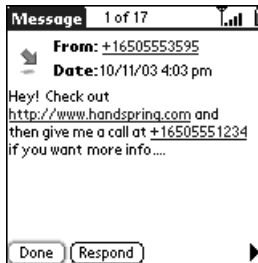 Message 1 of 17
From: +16505553595
Date: 10/11/03 4:03 pm
Hey! Check out
http://www.handspring.com and
then give me a call at +16505551234
if you want more info....
Done Respond